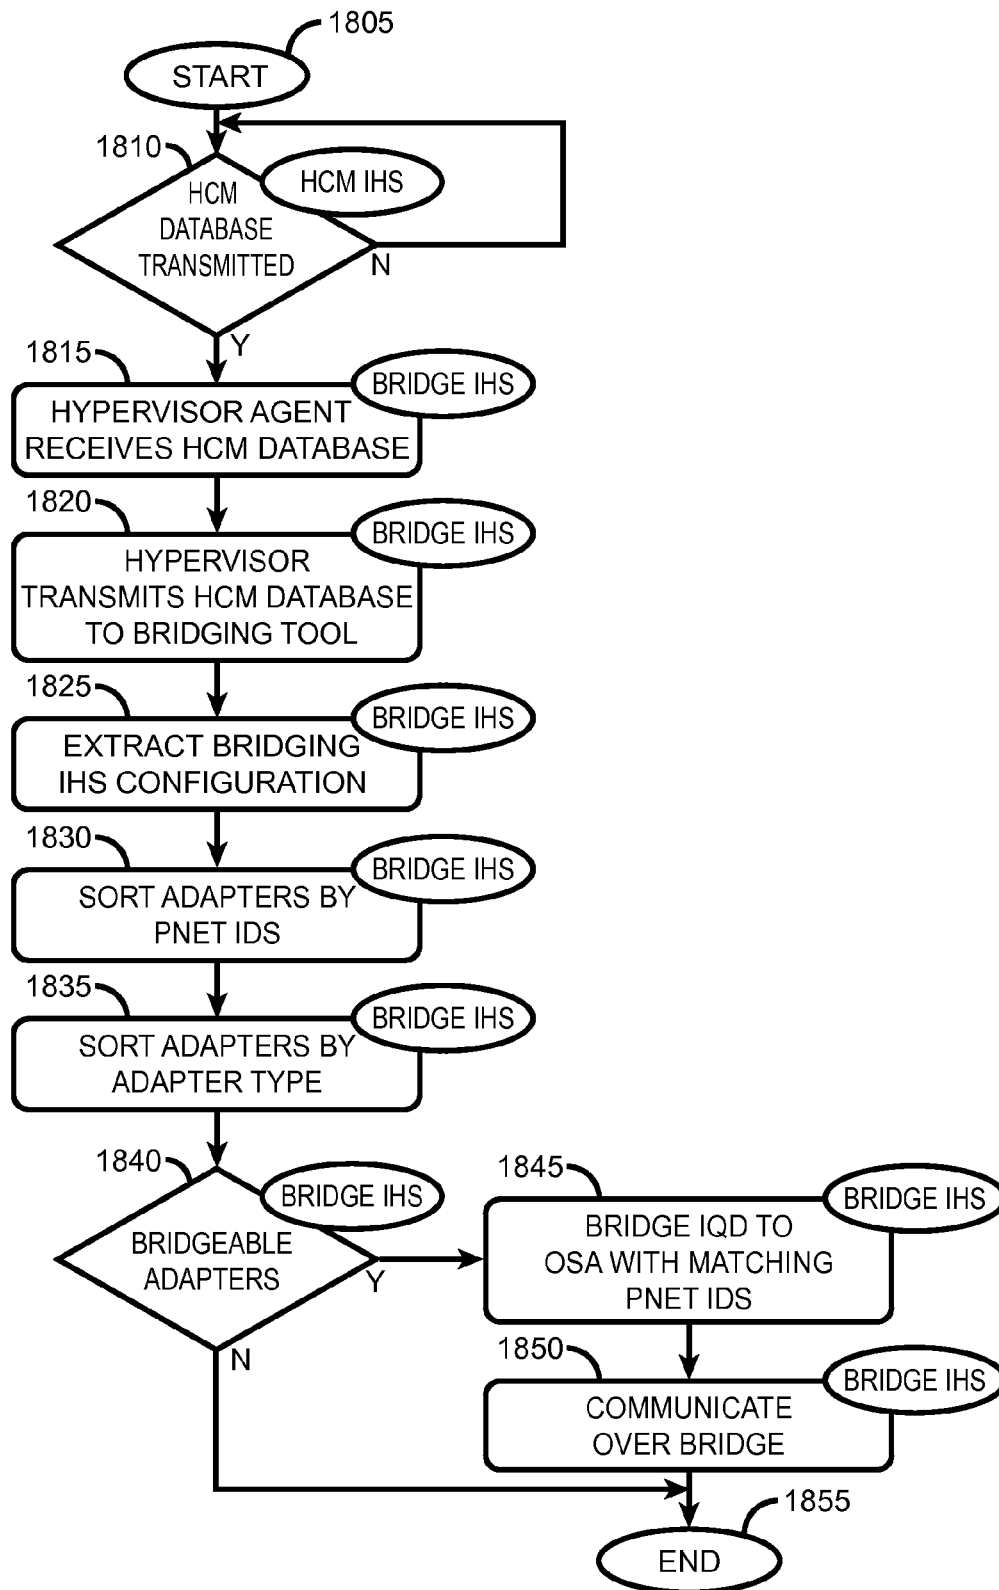 1805
START
1810
HCM IHS
HCM
DATABASE
TRANSMITTED
N
Y
1815
BRIDGE IHS
HYPERVISOR AGENT
RECEIVES HCM DATABASE
1820
BRIDGE IHS
HYPERVISOR
TRANSMITS HCM DATABASE
TO BRIDGING TOOL
1825
BRIDGE IHS
EXTRACT BRIDGING
IHS CONFIGURATION
1830
BRIDGE IHS
SORT ADAPTERS BY
PNET IDS
1835
BRIDGE IHS
SORT ADAPTERS BY
ADAPTER TYPE
1840
BRIDGE IHS
BRIDGEABLE
ADAPTERS
Y
N
1845
BRIDGE IHS
BRIDGE IQD TO
OSA WITH MATCHING
PNET IDS
1850
BRIDGE IHS
COMMUNICATE
OVER BRIDGE
1855
END